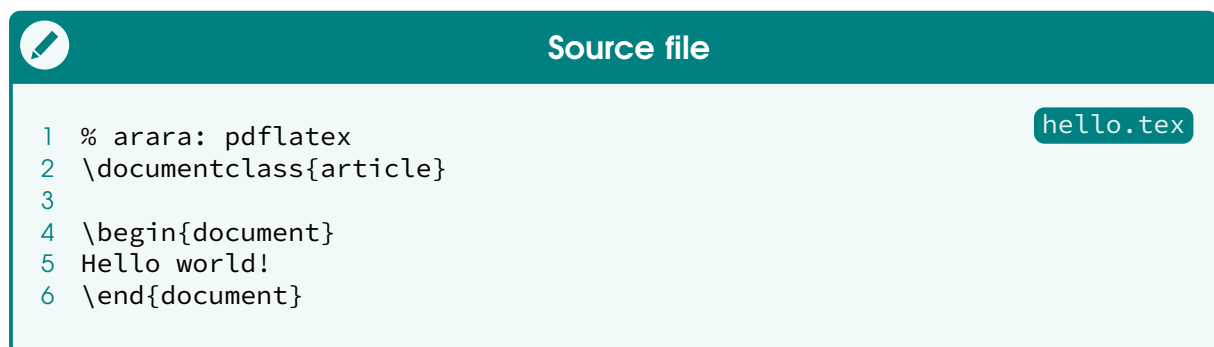 Source file
hello.tex
1 % arara: pdflatex
2 \documentclass{article}
3
4 \begin{document}
5 Hello world!
6 \end{document}